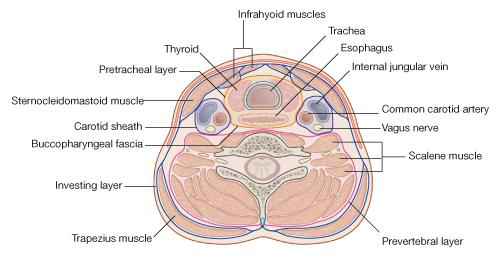 Infrahyoid muscles
Trachea
Thyroid
Esophagus
Pretracheal layer
Internal jungular vein
Sternocleidomastoid muscle
Common carotid artery
Carotid sheath
Vagus nerve
Buccopharyngeal fascia
Scalene muscle
Investing layer
Trapezius muscle
Prevertebral layer